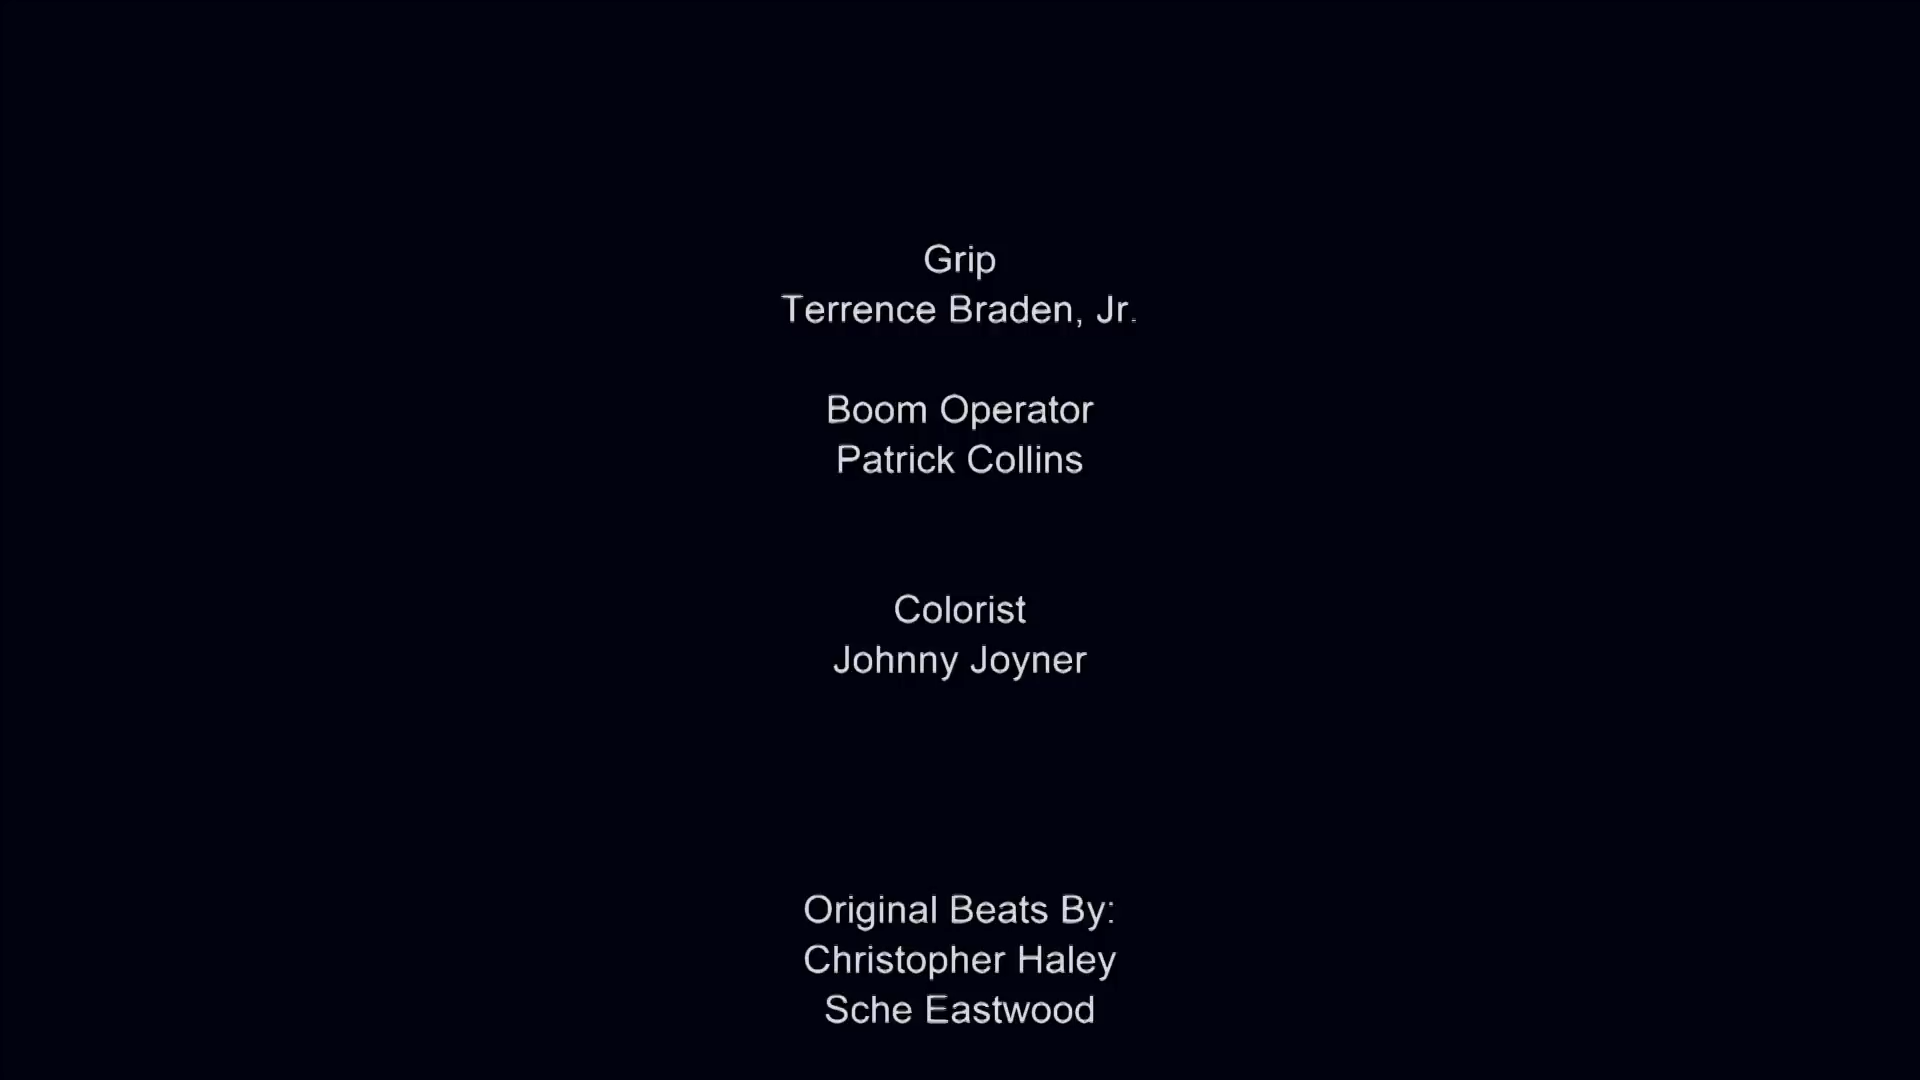 Grip
Terrence Braden, Jr.
Boom Operator
Patrick Collins
Colorist
Johnny Joyner
Original Beats By:
Christopher Haley
Sche Eastwood